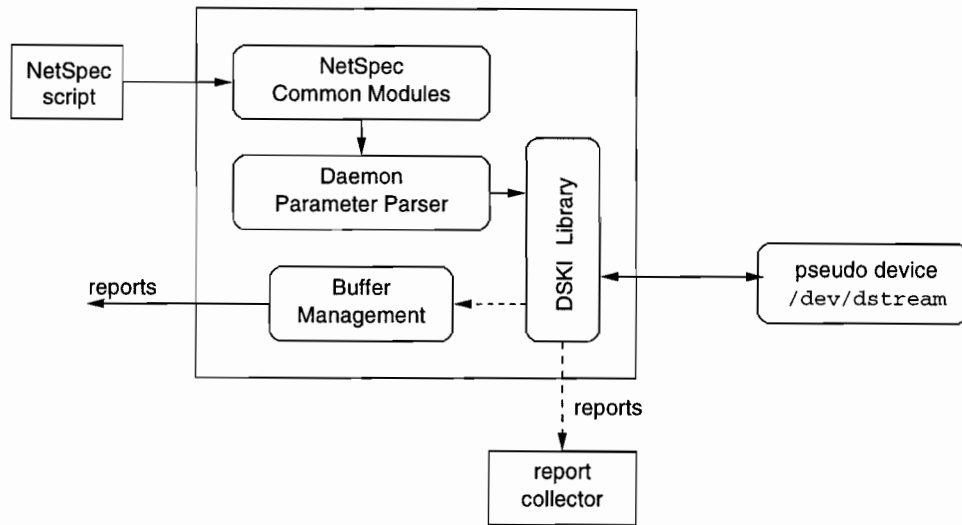 NetSpec
script
NetSpec
Common Modules
Daemon
Parameter Parser
DSKI Library
pseudo device
/dev/dstream
reports
Buffer
Management
reports
report
collector